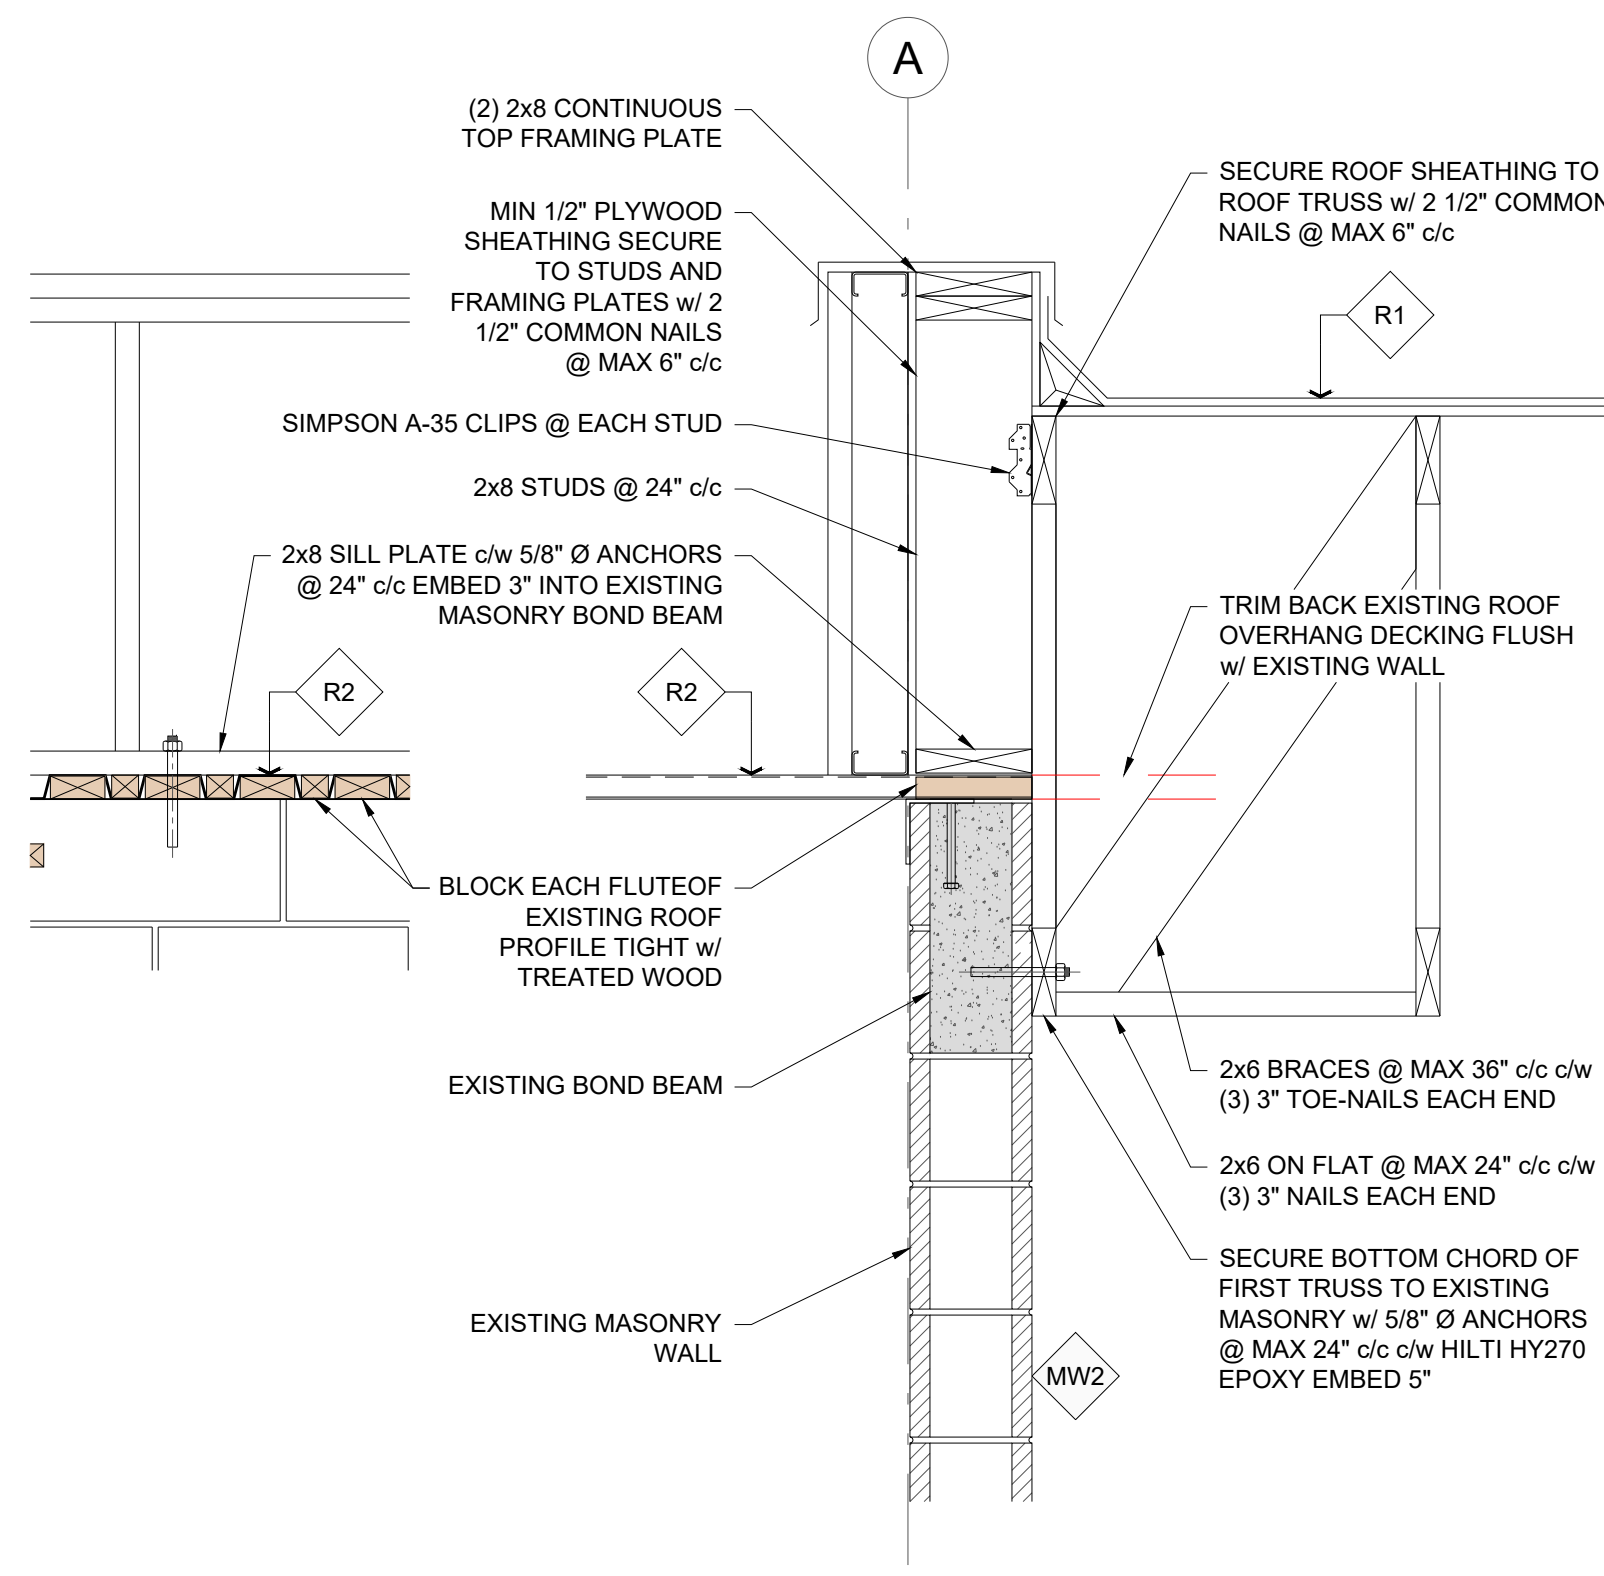 A
(2) 2x8 CONTINUOUS
TOP FRAMING PLATE
MIN 1/2" PLYWOOD
SHEATHING SECURE
TO STUDS AND
FRAMING PLATES w/ 2
1/2" COMMON NAILS
@ MAX 6" c/c
SIMPSON A-35 CLIPS @ EACH STUD
2x8 STUDS @ 24" c/c
2x8 SILL PLATE c/w 5/8" Ø ANCHORS
@ 24" c/c EMBED 3" INTO EXISTING
MASONRY BOND BEAM
R2
R2
BLOCK EACH FLUTEOF
EXISTING ROOF
PROFILE TIGHT w/
TREATED WOOD
EXISTING BOND BEAM
EXISTING MASONRY
WALL
SECURE ROOF SHEATHING TO
ROOF TRUSS w/ 2 1/2" COMMON
NAILS @ MAX 6" c/c
R1
TRIM BACK EXISTING ROOF
OVERHANG DECKING FLUSH
w/ EXISTING WALL
2x6 BRACES @ MAX 36" c/c c/w
(3) 3" TOE-NAILS EACH END
2x6 ON FLAT @ MAX 24" c/c c/w
(3) 3" NAILS EACH END
SECURE BOTTOM CHORD OF
FIRST TRUSS TO EXISTING
MASONRY w/ 5/8" Ø ANCHORS
@ MAX 24" c/c c/w HILTI HY270
EPOXY EMBED 5"
MW2